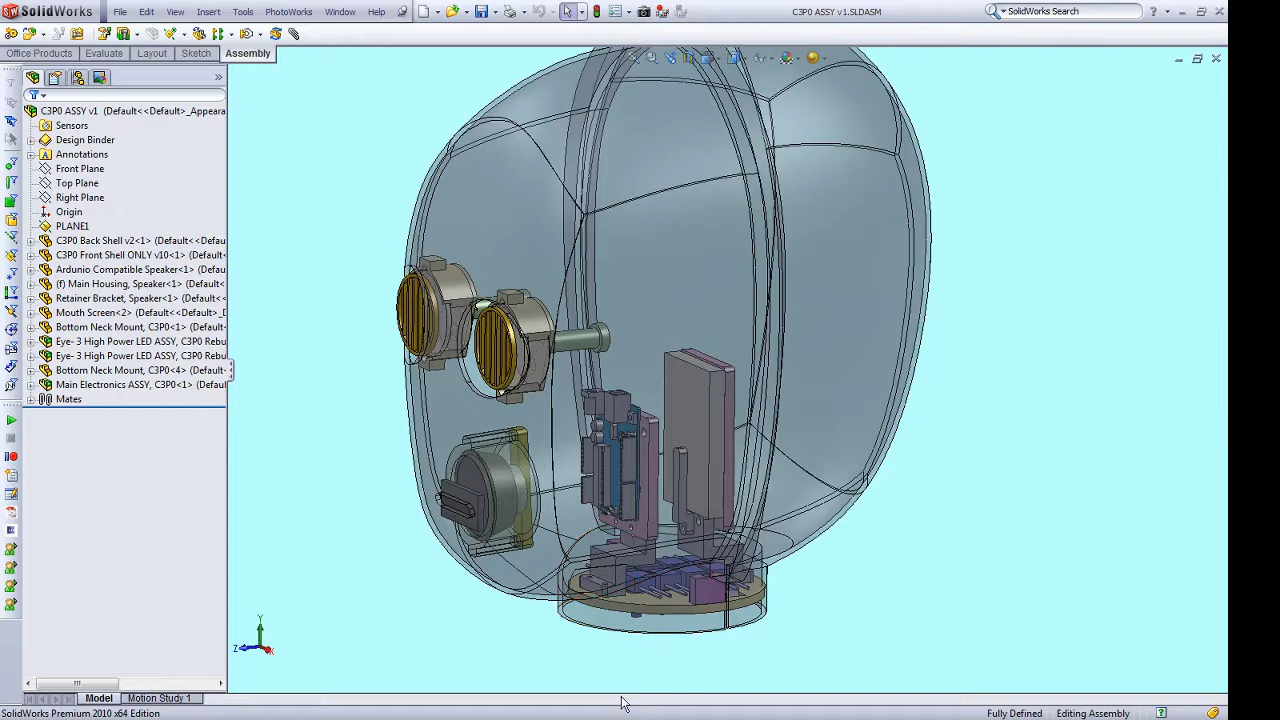 SolidWorks File Edit View Insert Tools PhotoWorks Window Help C3P0 ASSY v1.SLDASM SolidWorks Search ?
Office Products Evaluate Layout Sketch Assembly
C3P0 ASSY v1 (Default<<Default>_Appeara
Sensors
Design Binder
Annotations
Front Plane
Top Plane
Right Plane
Origin
PLANE1
C3P0 Back Shell v2<1> (Default<<Defau
C3P0 Front Shell ONLY v10<1> (Default
Ardunio Compatible Speaker<1> (Defaul
(f) Main Housing, Speaker<1> (Default<
Retainer Bracket, Speaker<1> (Default<
Mouth Screen<2> (Default<<Default>_D
Bottom Neck Mount, C3P0<1> (Default<
Eye- 3 High Power LED ASSY, C3P0 Rebu
Eye- 3 High Power LED ASSY, C3P0 Rebu
Bottom Neck Mount, C3P0<4> (Default<
Main Electronics ASSY, C3P0<1> (Defaul
Mates
Y
Z X
Model Motion Study 1
SolidWorks Premium 2010 x64 Edition Fully Defined Editing Assembly ?